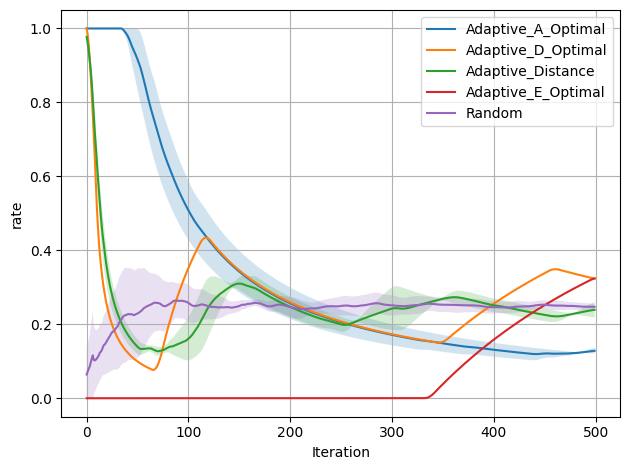 Adaptive_A_Optimal
Adaptive_D_Optimal
Adaptive_Distance
Adaptive_E_Optimal
Random
1.0
0.8
0.6
0.4
0.2
0.0
rate
0 100 200 300 400 500
Iteration